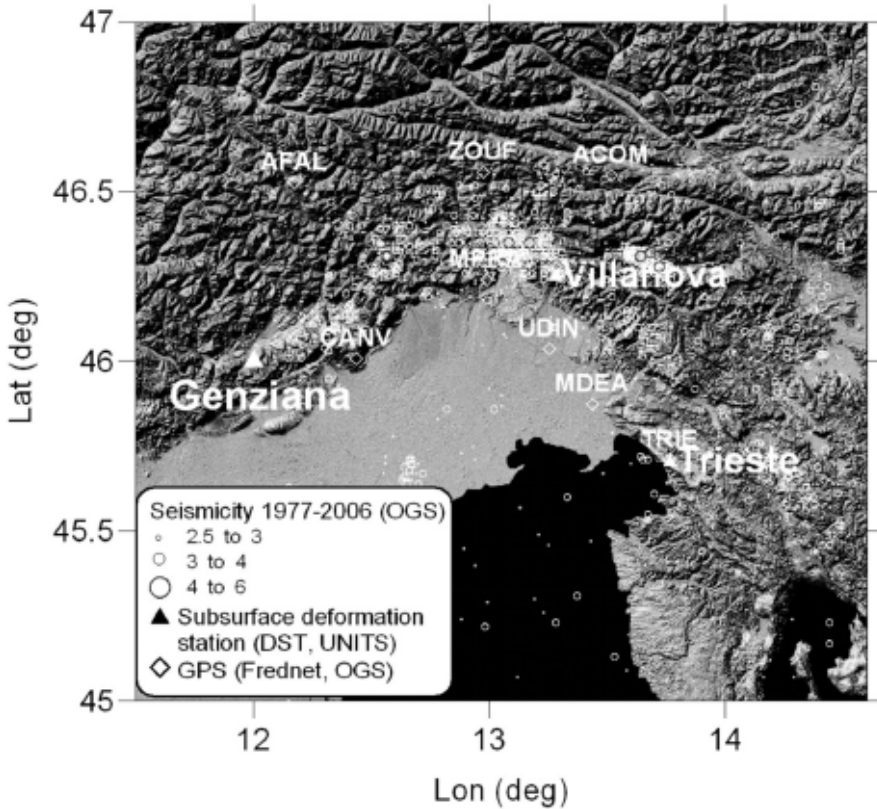 47
46.5
46
45.5
45
Lat (deg)
AFAL
ZOUF
ACOM
Villanova
CANV
UDIN
Genziana
MDEA
TRIE
Trieste
Seismicity 1977-2006 (OGS)
2.5 to 3
3 to 4
4 to 6
Subsurface deformation
station (DST, UNITS)
GPS (Frednet, OGS)
12
13
14
Lon (deg)